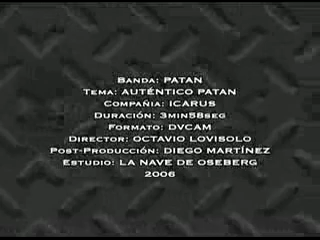 Banda: PATAN
Tema: AUTÉNTICO PATAN
Compañia: ICARUS
Duración: 3min58seg
Formato: DVCAM
Director: OCTAVIO LOVISOLO
Post-Producción: DIEGO MARTÍNEZ
Estudio: LA NAVE DE OSEBERG
2006